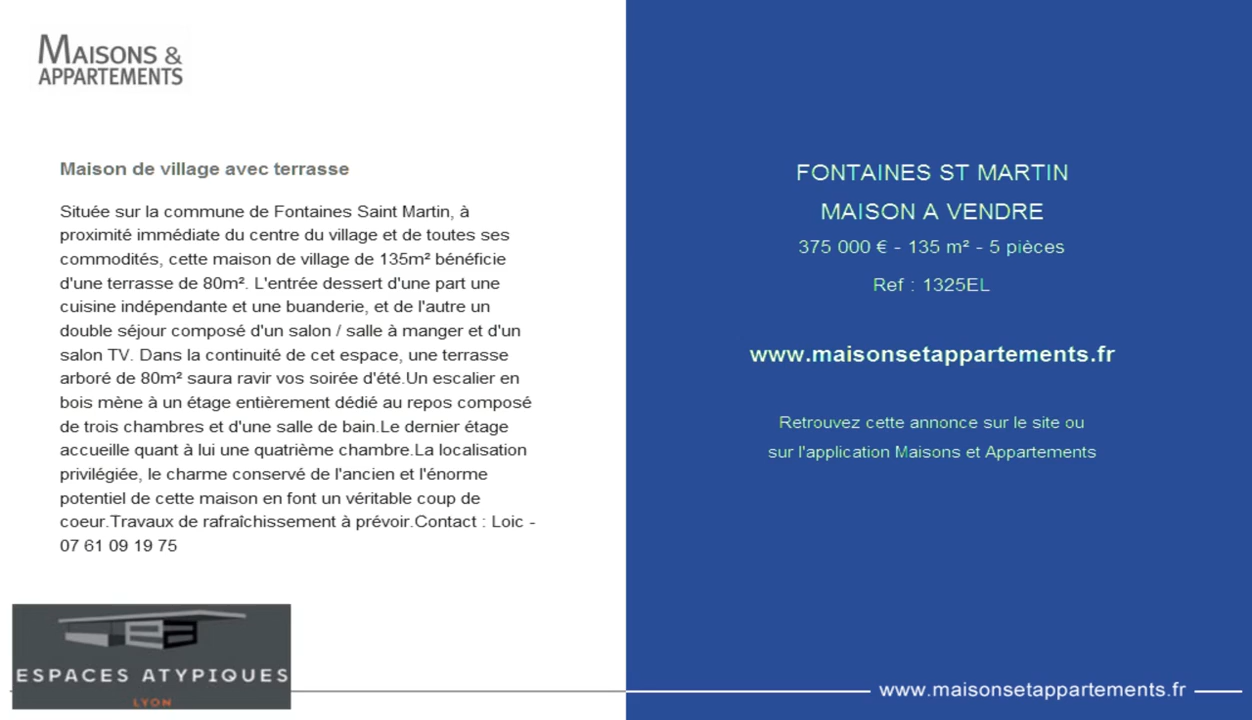 MAISONS &
APPARTEMENTS
Maison de village avec terrasse
Située sur la commune de Fontaines Saint Martin, à
proximité immédiate du centre du village et de toutes ses
commodités, cette maison de village de 135m² bénéficie
d'une terrasse de 80m². L'entrée dessert d'une part une
cuisine indépendante et une buanderie, et de l'autre un
double séjour composé d'un salon / salle à manger et d'un
salon TV. Dans la continuité de cet espace, une terrasse
arboré de 80m² saura ravir vos soirée d'été.Un escalier en
bois mène à un étage entièrement dédié au repos composé
de trois chambres et d'une salle de bain.Le dernier étage
accueille quant à lui une quatrième chambre.La localisation
privilégiée, le charme conservé de l'ancien et l'énorme
potentiel de cette maison en font un véritable coup de
coeur.Travaux de rafraîchissement à prévoir.Contact : Loic -
07 61 09 19 75
ESPACES ATYPIQUES
LYON
FONTAINES ST MARTIN
MAISON A VENDRE
375 000 € - 135 m² - 5 pièces
Ref : 1325EL
www.maisonsetappartements.fr
Retrouvez cette annonce sur le site ou
sur l'application Maisons et Appartements
www.maisonsetappartements.fr